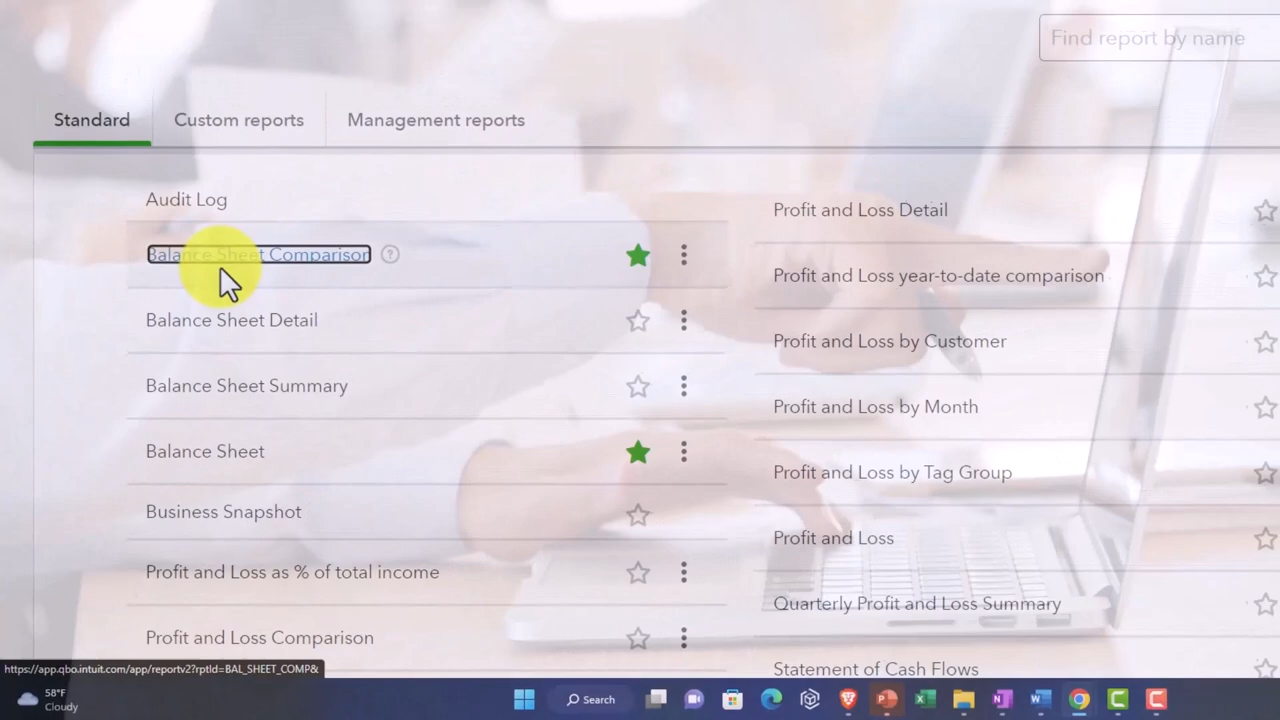 Find report by name
Standard
Custom reports
Management reports
Audit Log
Balance Sheet Comparison
Balance Sheet Detail
Balance Sheet Summary
Balance Sheet
Business Snapshot
Profit and Loss as % of total income
Profit and Loss Comparison
Profit and Loss Detail
Profit and Loss year-to-date comparison
Profit and Loss by Customer
Profit and Loss by Month
Profit and Loss by Tag Group
Profit and Loss
Quarterly Profit and Loss Summary
Statement of Cash Flows
https://app.qbo.intuit.com/app/reportv2?rptId=BAL_SHEET_COMP&
58°F
Cloudy
Search